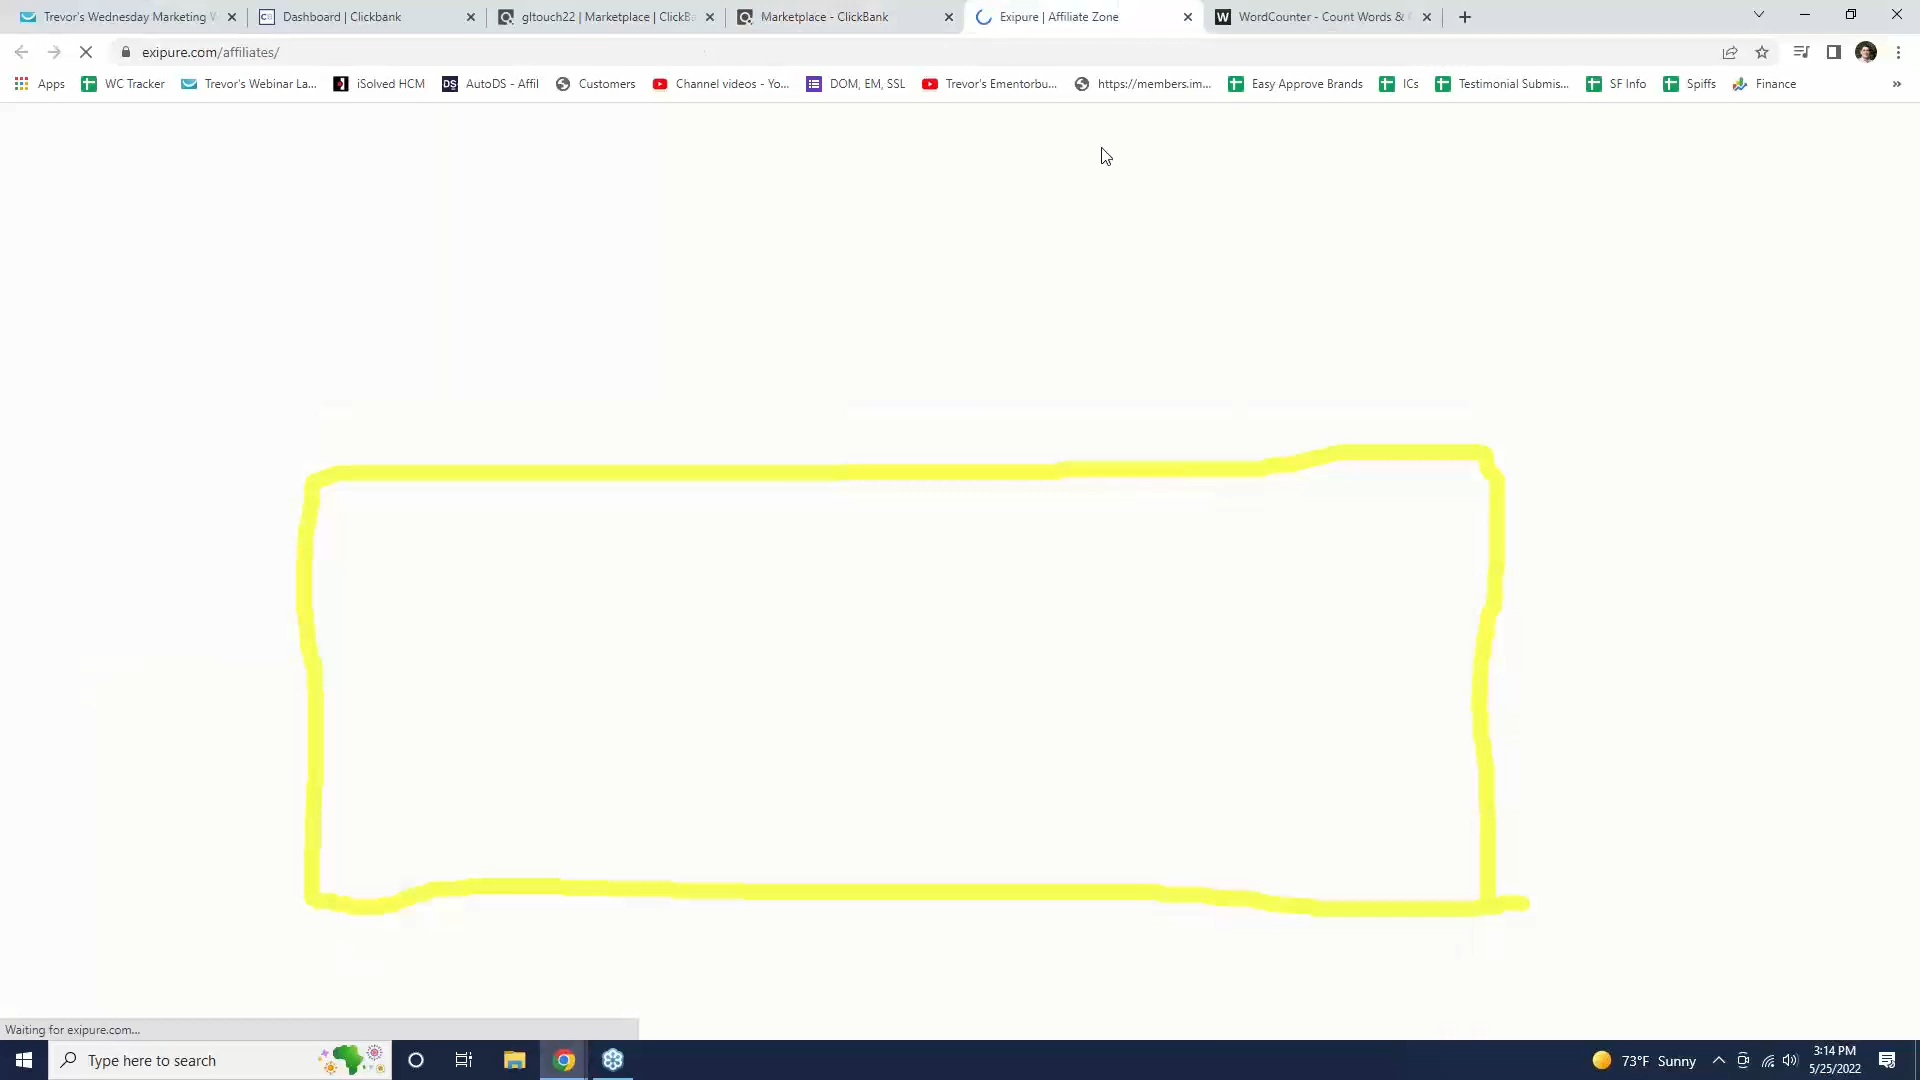 Trevor's Wednesday Marketing W
Dashboard | Clickbank
gltouch22 | Marketplace | ClickBa
Marketplace - ClickBank
Exipure | Affiliate Zone
WordCounter - Count Words &
exipure.com/affiliates/
Apps
WC Tracker
Trevor's Webinar La...
iSolved HCM
AutoDS - Affil
Customers
Channel videos - Yo...
DOM, EM, SSL
Trevor's Ementorbu...
https://members.im...
Easy Approve Brands
ICs
Testimonial Submis...
SF Info
Spiffs
Finance
»
Waiting for exipure.com...
Type here to search
73°F Sunny
3:14 PM
5/25/2022